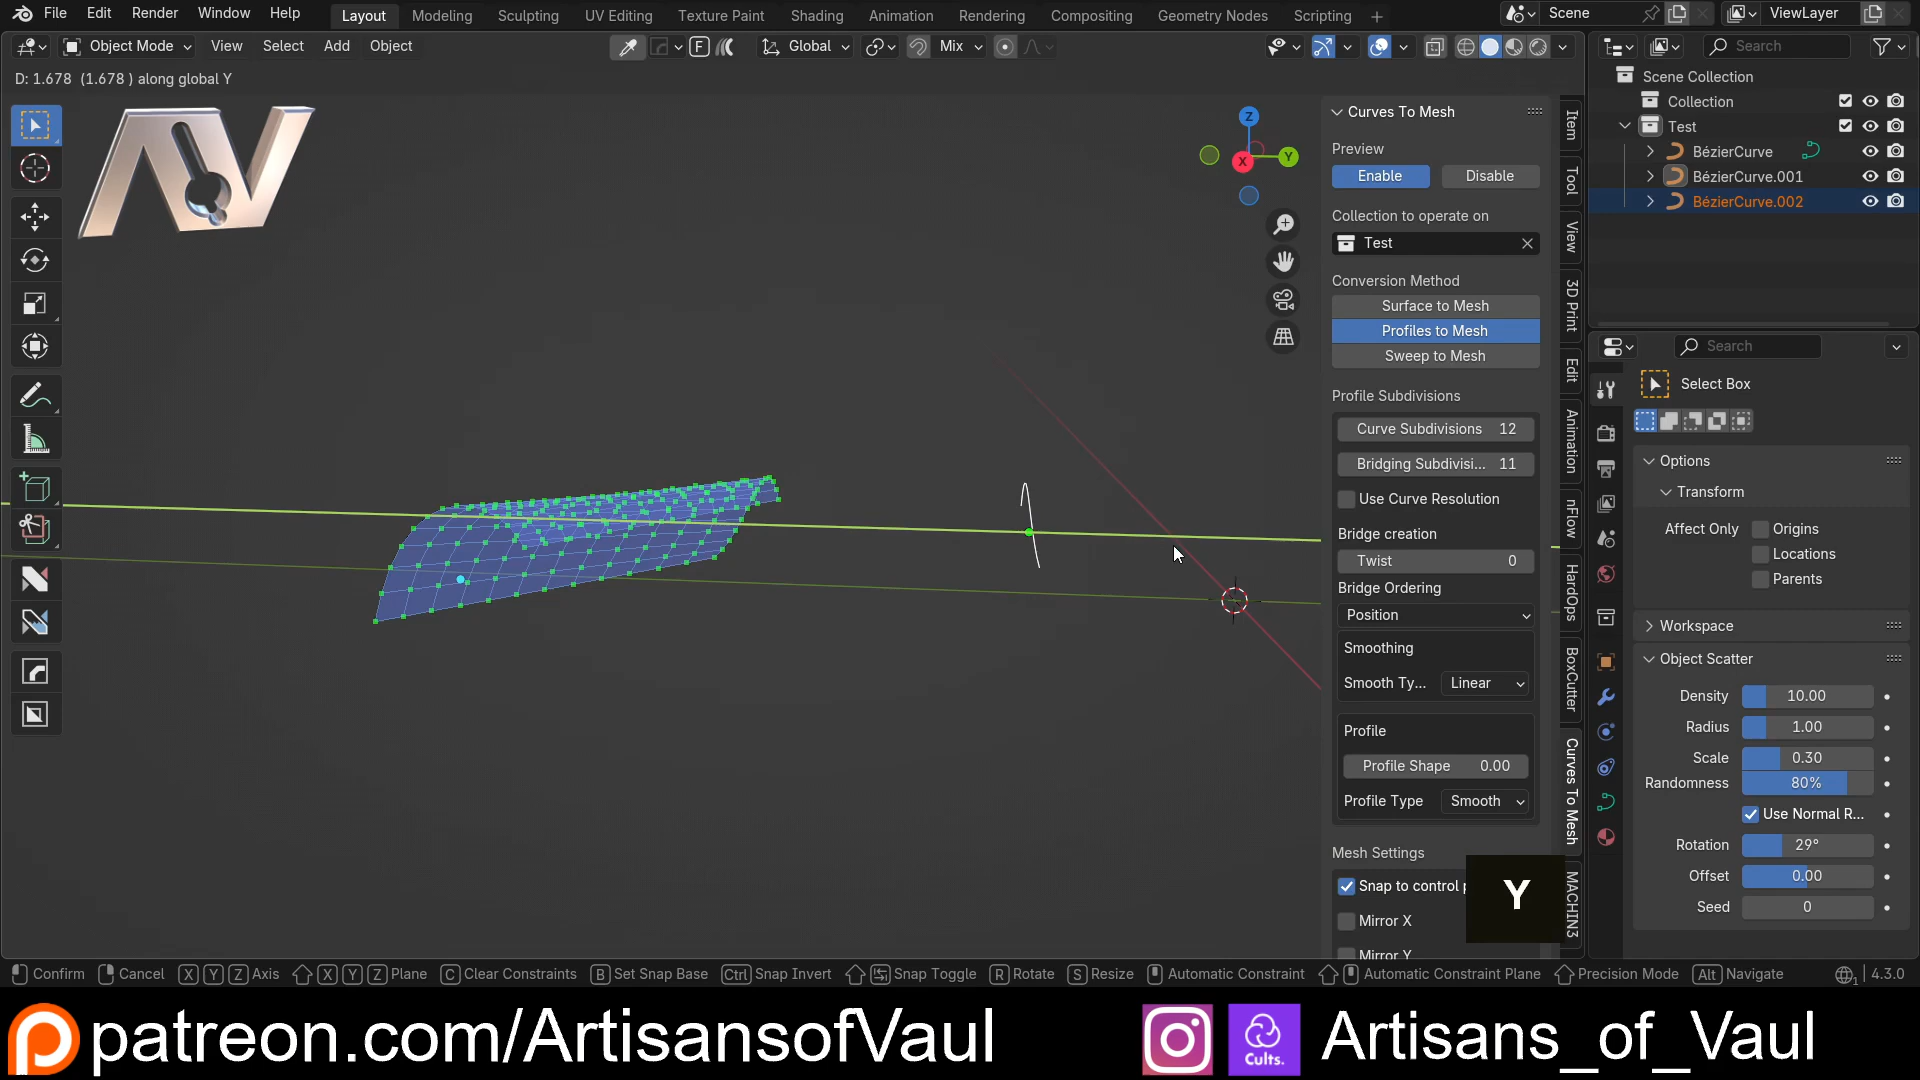 File Edit Render Window Help Layout Modeling Sculpting UV Editing Texture Paint Shading Animation Rendering Compositing Geometry Nodes Scripting + Scene ViewLayer
Object Mode View Select Add Object F Global Mix Search
D: 1.678 (1.678 ) along global Y
AV
Z
Y
X
Curves To Mesh
Preview
Enable Disable
Collection to operate on
Test
Conversion Method
Surface to Mesh
Profiles to Mesh
Sweep to Mesh
Profile Subdivisions
Curve Subdivisions 12
Bridging Subdivisi... 11
Use Curve Resolution
Bridge creation
Twist 0
Bridge Ordering
Position
Smoothing
Smooth Ty... Linear
Profile
Profile Shape 0.00
Profile Type Smooth
Mesh Settings
Snap to control p
Mirror X
Mirror Y
Y
Item
Tool
View
3D Print
Edit
Animation
nFlow
HardOps
BoxCutter
Curves To Mesh
MACHIN3
Scene Collection
Collection
Test
BézierCurve
BézierCurve.001
BézierCurve.002
Search
Select Box
Options
Transform
Affect Only Origins
Locations
Parents
Workspace
Object Scatter
Density 10.00
Radius 1.00
Scale 0.30
Randomness 80%
Use Normal R...
Rotation 29°
Offset 0.00
Seed 0
Confirm Cancel X Y Z Axis X Y Z Plane C Clear Constraints B Set Snap Base Ctrl Snap Invert Snap Toggle R Rotate S Resize Automatic Constraint Automatic Constraint Plane Precision Mode Alt Navigate 4.3.0
patreon.com/ArtisansofVaul Cults. Artisans_of_Vaul